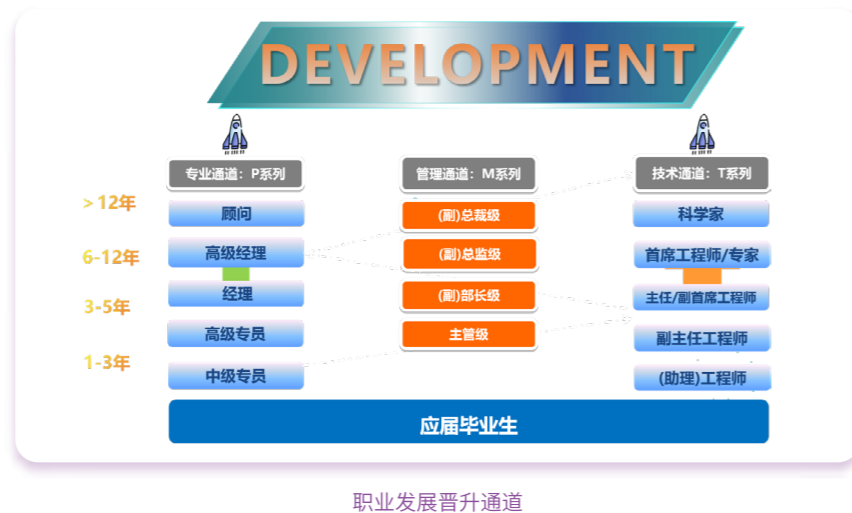 DEVELOPMENT
专业通道：P系列
管理通道：M系列
技术通道：T系列
>12年
顾问
(副)总裁级
科学家
6-12年
高级经理
(副)总监级
首席工程师/专家
3-5年
经理
(副)部长级
主任/副首席工程师
高级专员
主管级
副主任工程师
1-3年
中级专员
(助理)工程师
应届毕业生
职业发展晋升通道